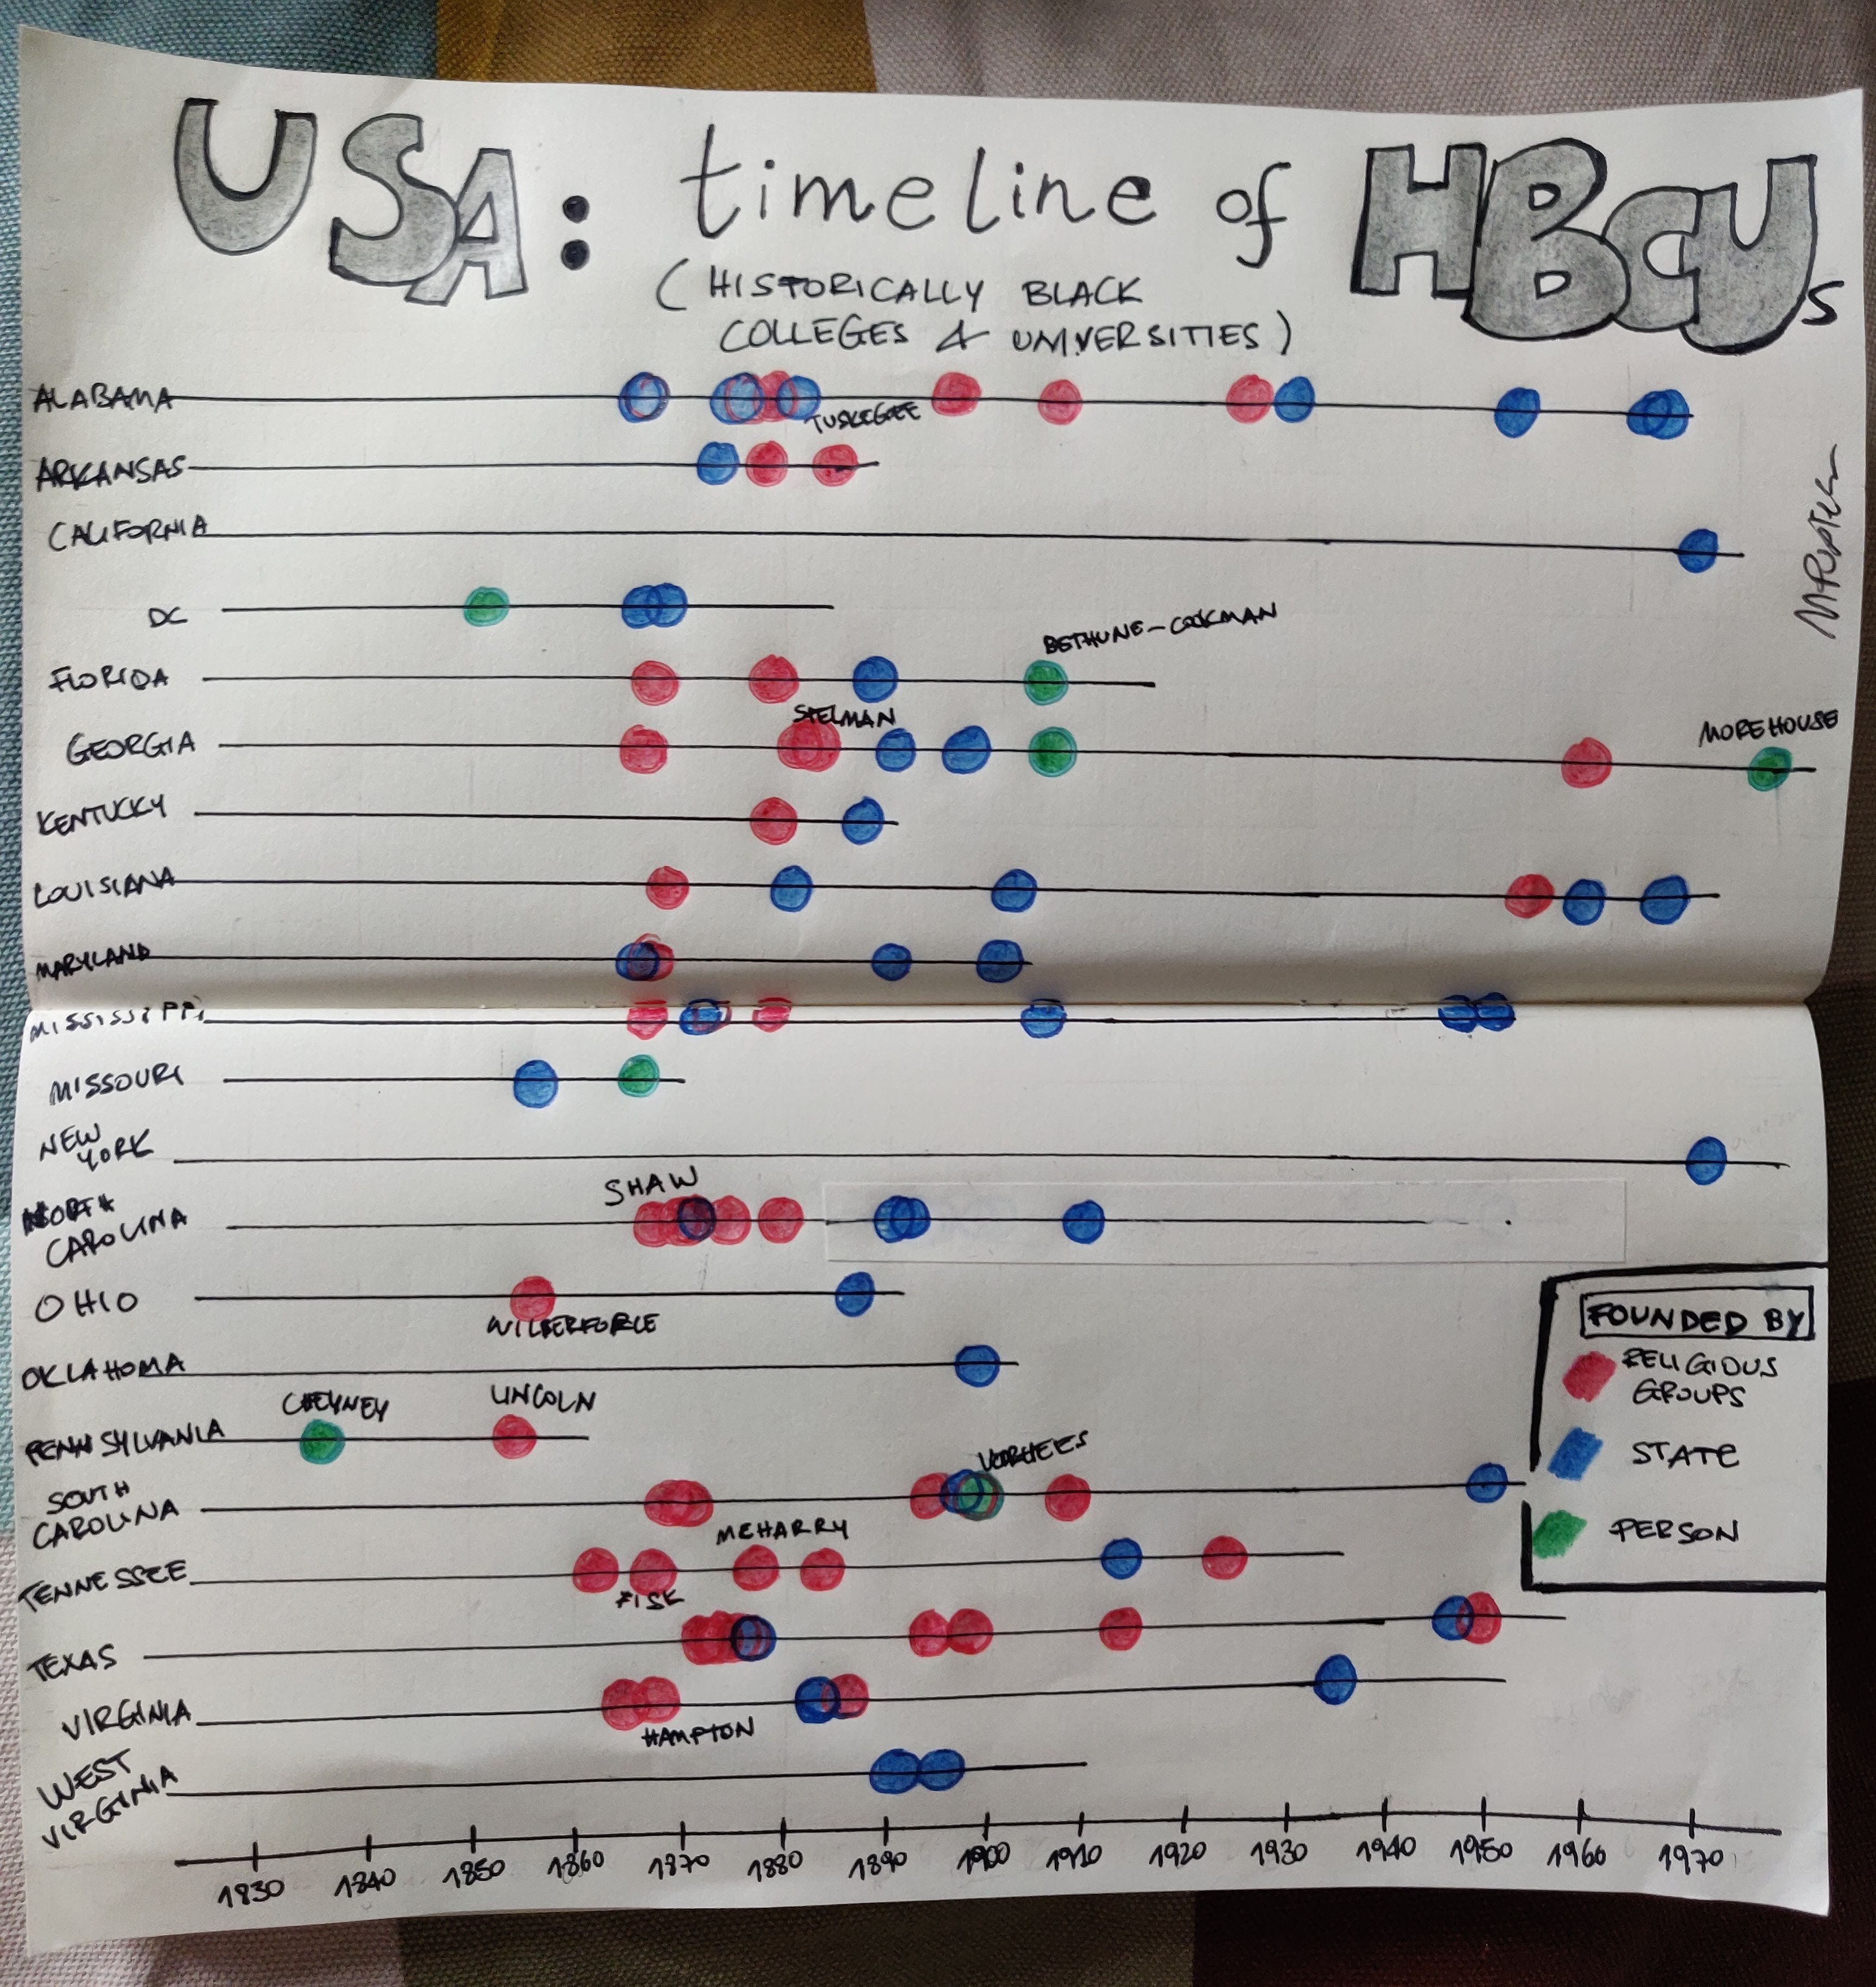 USA: timeline of HBCUs
(HISTORICALLY BLACK
COLLEGES & UNIVERSITIES)
ALABAMA
TUSKEGEE
ARKANSAS
CALIFORNIA
DC
BETHUNE-COOKMAN
FLORIDA
SPELMAN
MOREHOUSE
GEORGIA
KENTUCKY
LOUISIANA
MARYLAND
MISSISSIPPI
MISSOURI
NEW
YORK
SHAW
NORTH
CAROLINA
OHIO
WILBERFORCE
OKLAHOMA
CHEYNEY
LINCOLN
PENNSYLVANIA
VOORHEES
SOUTH
CAROLINA
MEHARRY
TENNESSEE
FISK
TEXAS
VIRGINIA
HAMPTON
WEST
VIRGINIA
FOUNDED BY
RELIGIOUS
GROUPS
STATE
PERSON
1830 1840 1850 1860 1870 1880 1890 1900 1910 1920 1930 1940 1950 1960 1970